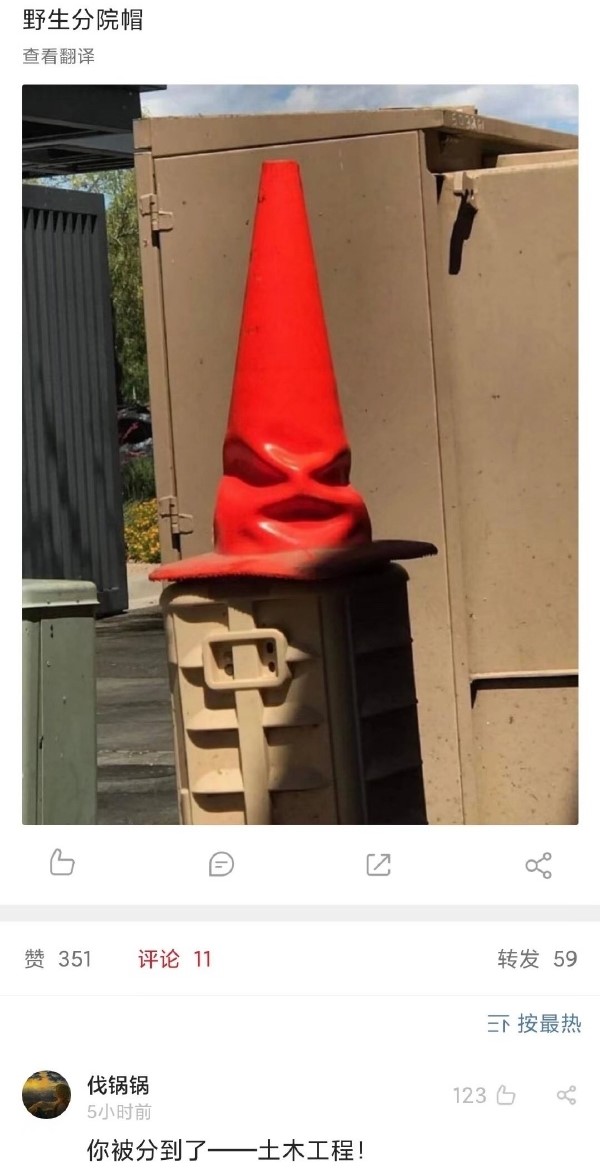 野生分院帽
查看翻译
赞 351
评论 11
转发 59
按最热
伐锅锅
123
5小时前
你被分到了——土木工程！